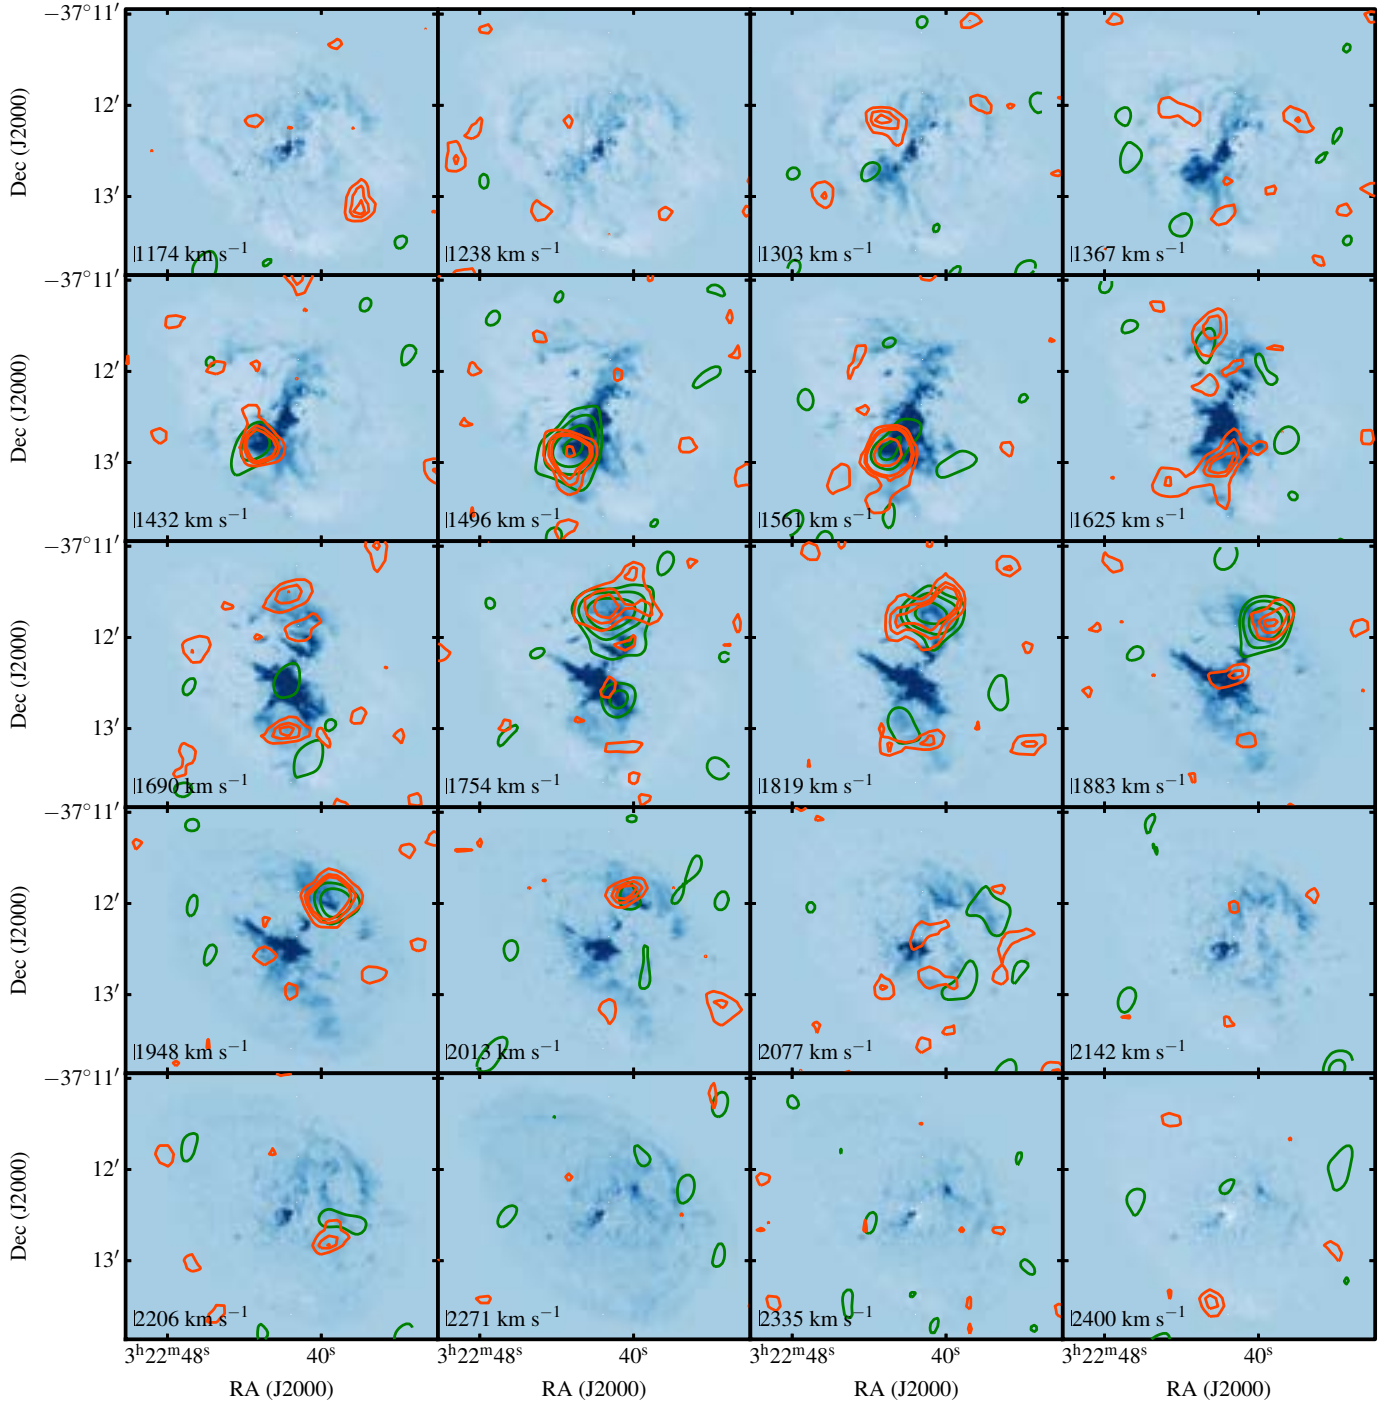 −37°11′
12′
13′
Dec (J2000)
1174 km s⁻¹
1238 km s⁻¹
1303 km s⁻¹
1367 km s⁻¹
−37°11′
12′
13′
Dec (J2000)
1432 km s⁻¹
1496 km s⁻¹
1561 km s⁻¹
1625 km s⁻¹
−37°11′
12′
13′
Dec (J2000)
1690 km s⁻¹
1754 km s⁻¹
1819 km s⁻¹
1883 km s⁻¹
−37°11′
12′
13′
Dec (J2000)
1948 km s⁻¹
2013 km s⁻¹
2077 km s⁻¹
2142 km s⁻¹
−37°11′
12′
13′
Dec (J2000)
2206 km s⁻¹
2271 km s⁻¹
2335 km s⁻¹
2400 km s⁻¹
3ʰ22ᵐ48ˢ 40ˢ 3ʰ22ᵐ48ˢ 40ˢ 3ʰ22ᵐ48ˢ 40ˢ 3ʰ22ᵐ48ˢ 40ˢ
RA (J2000) RA (J2000) RA (J2000) RA (J2000)